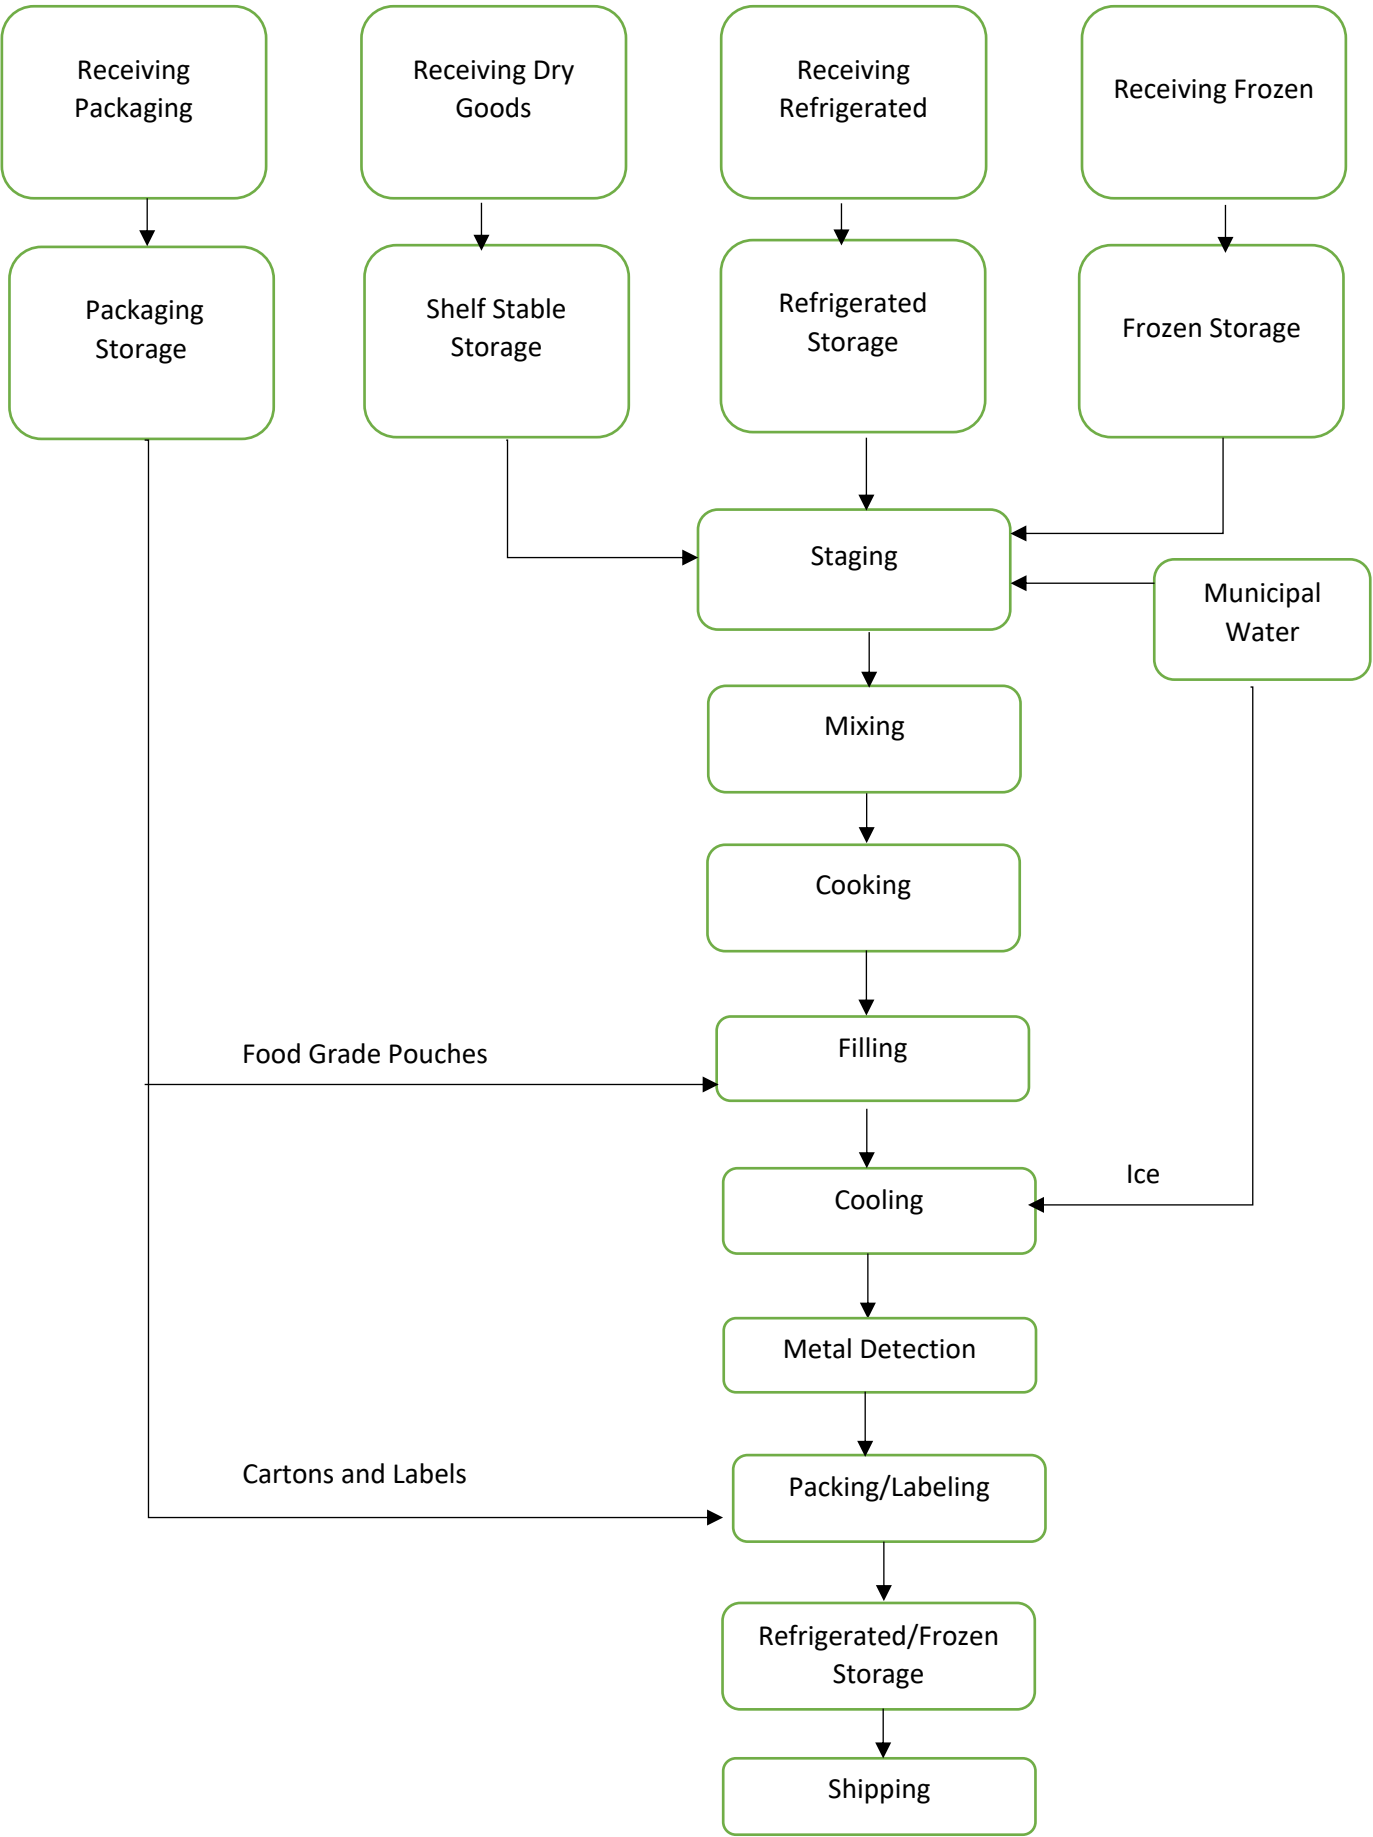 Receiving
Packaging
Receiving Dry
Goods
Receiving
Refrigerated
Receiving Frozen
Packaging
Storage
Shelf Stable
Storage
Refrigerated
Storage
Frozen Storage
Staging
Municipal
Water
Mixing
Cooking
Filling
Food Grade Pouches
Cooling
Ice
Metal Detection
Cartons and Labels
Packing/Labeling
Refrigerated/Frozen
Storage
Shipping